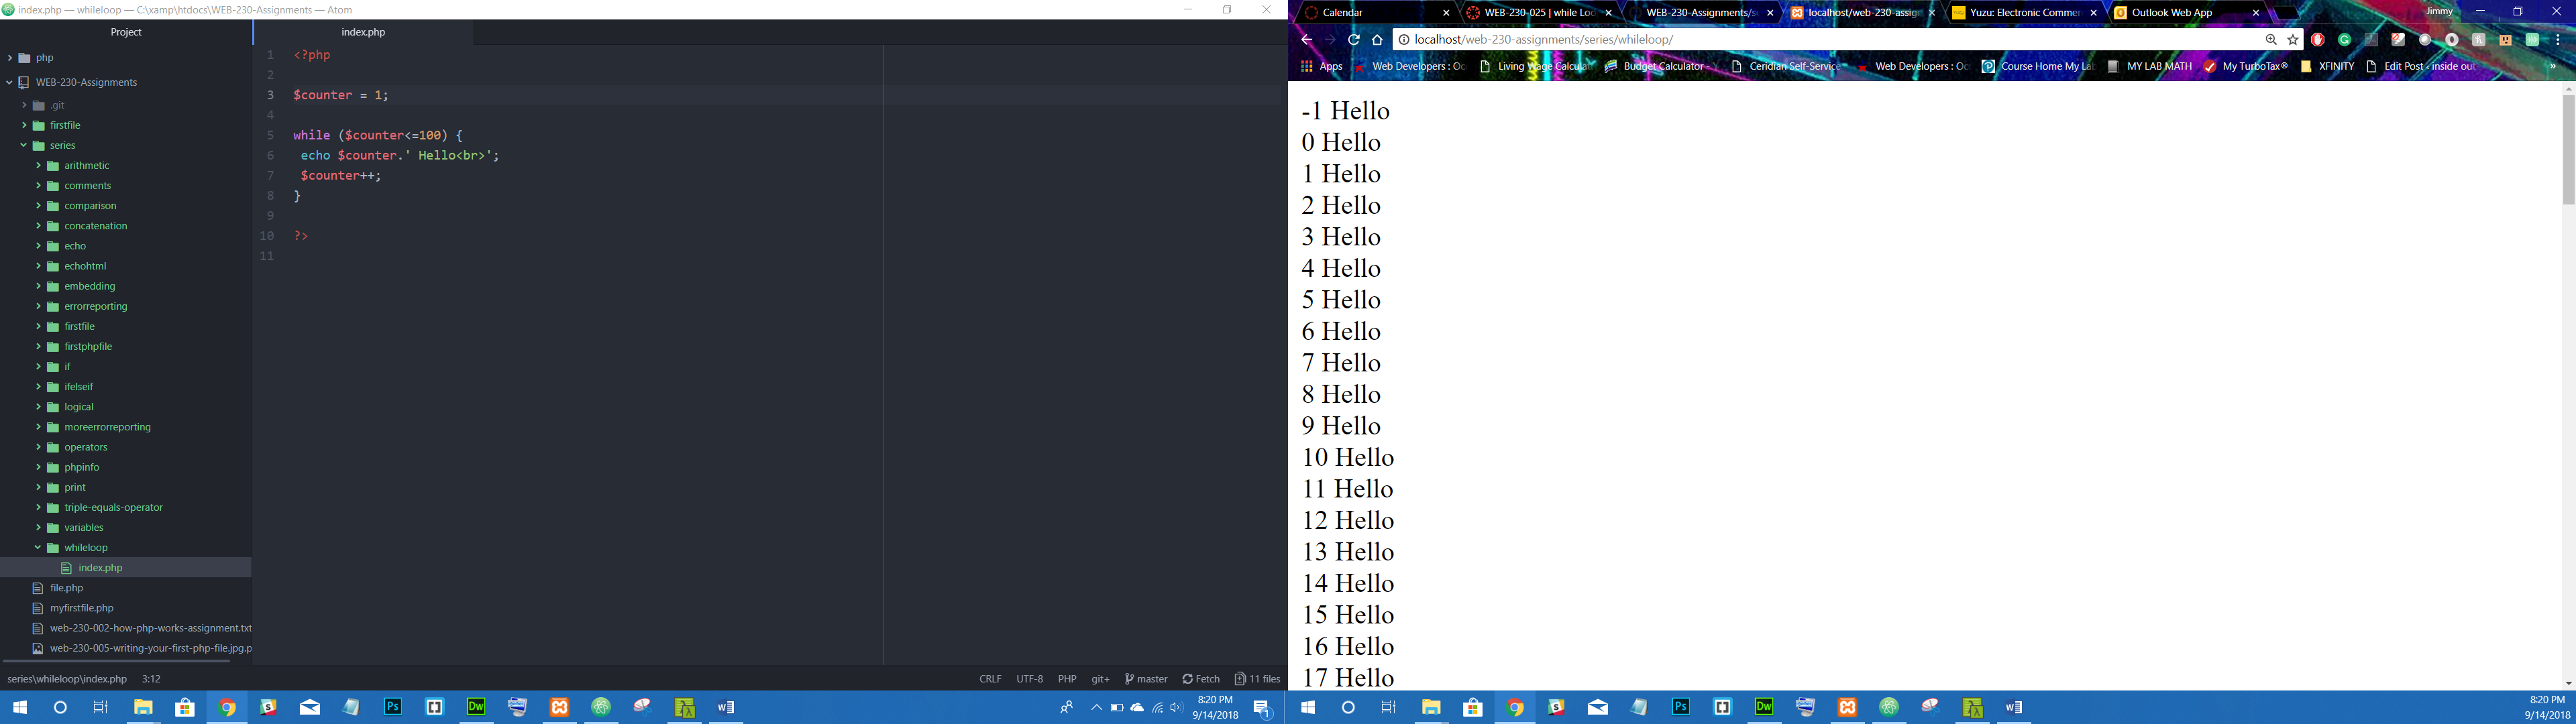 index.php — whileloop — C:\xamp\htdocs\WEB-230-Assignments — Atom
Project
php
WEB-230-Assignments
.git
firstfile
series
arithmetic
comments
comparison
concatenation
echo
echohtml
embedding
errorreporting
firstfile
firstphpfile
if
ifelseif
logical
moreerrorreporting
operators
phpinfo
print
triple-equals-operator
variables
whileloop
index.php
file.php
myfirstfile.php
web-230-002-how-php-works-assignment.txt
web-230-005-writing-your-first-php-file.jpg.p
index.php
1 <?php
2
3 $counter = 1;
4
5 while ($counter<=100) {
6 echo $counter.' Hello<br>';
7 $counter++;
8 }
9
10 ?>
11
series\whileloop\index.php 3:12
CRLF UTF-8 PHP git+ master Fetch 11 files
8:20 PM
9/14/2018
1
Calendar
WEB-230-025 | while Loo
WEB-230-Assignments/s
localhost/web-230-assign
Yuzu: Electronic Commer
Outlook Web App
Jimmy
localhost/web-230-assignments/series/whileloop/
Apps
Web Developers : Oc
Living Wage Calculat
Budget Calculator -
Ceridian Self-Service
Web Developers : Oc
Course Home My La
MY LAB MATH
My TurboTax®
XFINITY
Edit Post ‹ inside out
»
-1 Hello
0 Hello
1 Hello
2 Hello
3 Hello
4 Hello
5 Hello
6 Hello
7 Hello
8 Hello
9 Hello
10 Hello
11 Hello
12 Hello
13 Hello
14 Hello
15 Hello
16 Hello
17 Hello
8:20 PM
9/14/2018